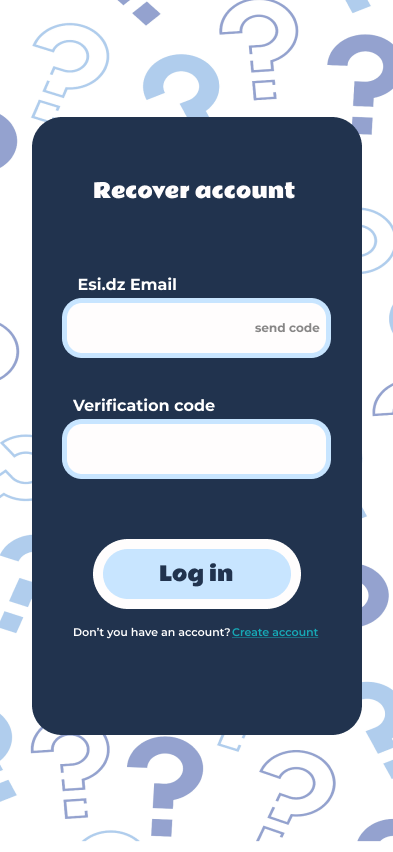 Recover account
Esi.dz Email
send code
Verification code
Log in
Don't you have an account? Create account